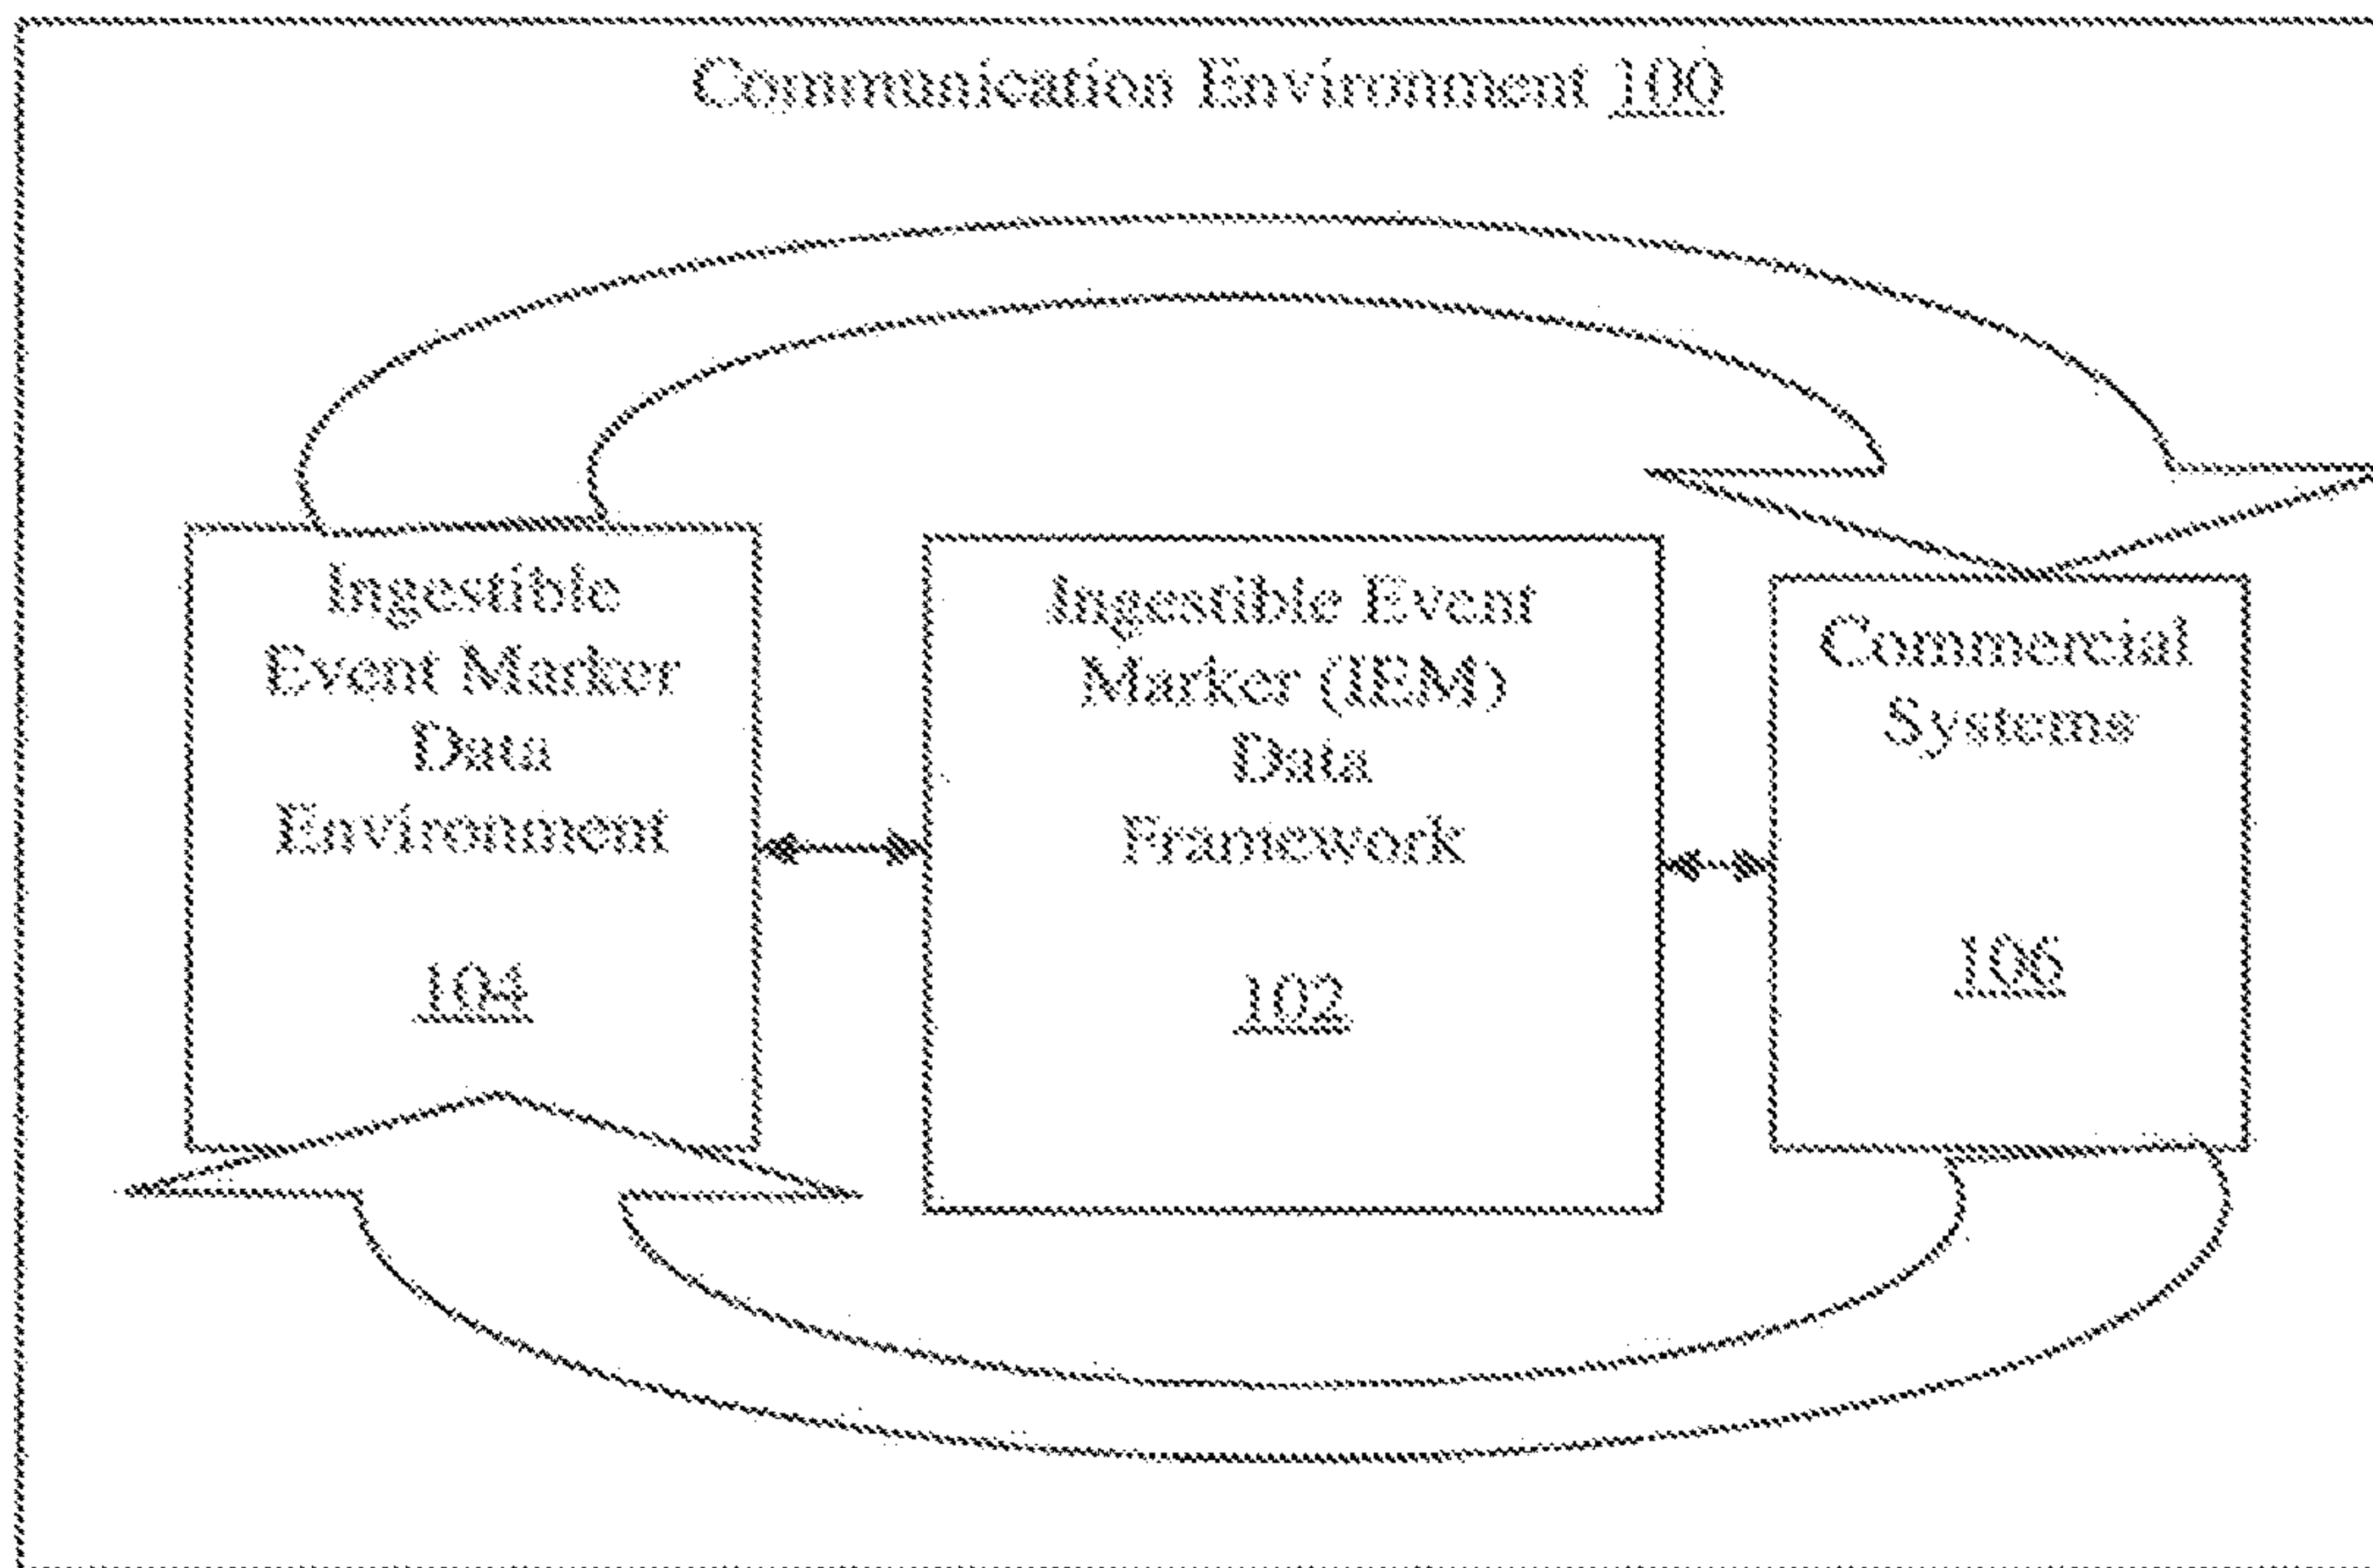 Communication Environment 100
Ingestible
Event Marker
Data
Environment
104
Ingestible Event
Marker (IEM)
Data
Framework
102
Commercial
Systems
106